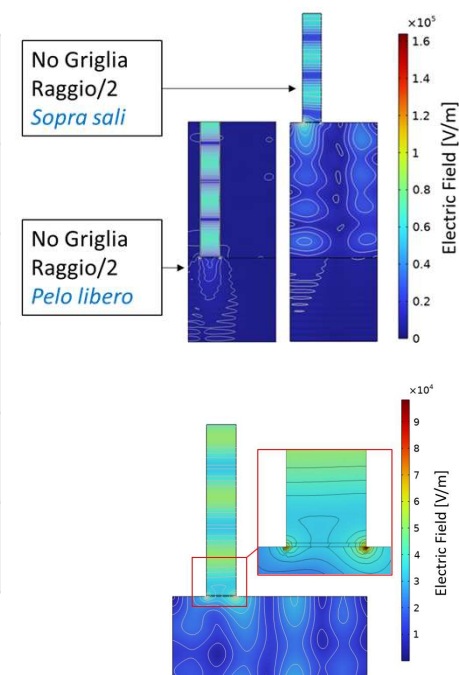 No Griglia
Raggio/2
Sopra sali
No Griglia
Raggio/2
Pelo libero
×10⁵
1.6
1.4
1.2
1
0.8
0.6
0.4
0.2
0
Electric Field [V/m]
×10⁴
9
8
7
6
5
4
3
2
1
Electric Field [V/m]